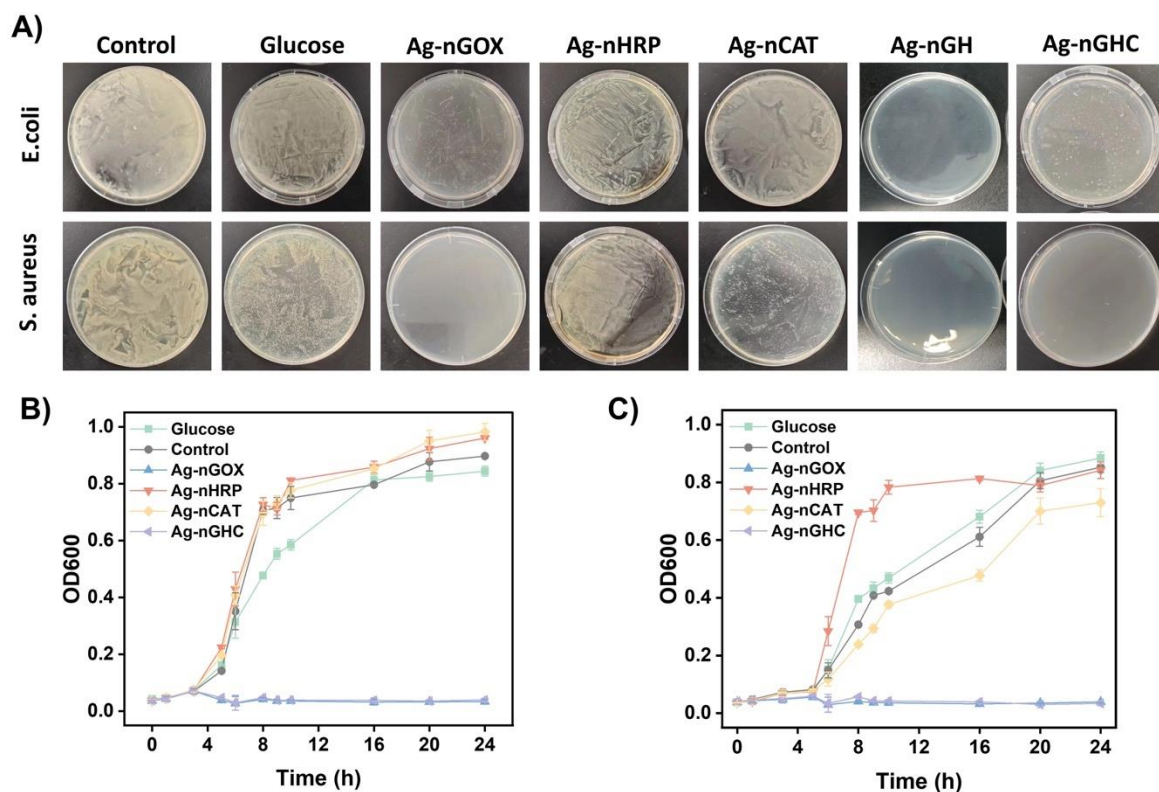 A)
Control Glucose Ag-nGOX Ag-nHRP Ag-nCAT Ag-nGH Ag-nGHC
E.coli
S. aureus
B)
Glucose
Control
Ag-nGOX
Ag-nHRP
Ag-nCAT
Ag-nGHC
OD600
1.0
0.8
0.6
0.4
0.2
0.0
0 4 8 12 16 20 24
Time (h)
C)
Glucose
Control
Ag-nGOX
Ag-nHRP
Ag-nCAT
Ag-nGHC
OD600
1.0
0.8
0.6
0.4
0.2
0.0
0 4 8 12 16 20 24
Time (h)